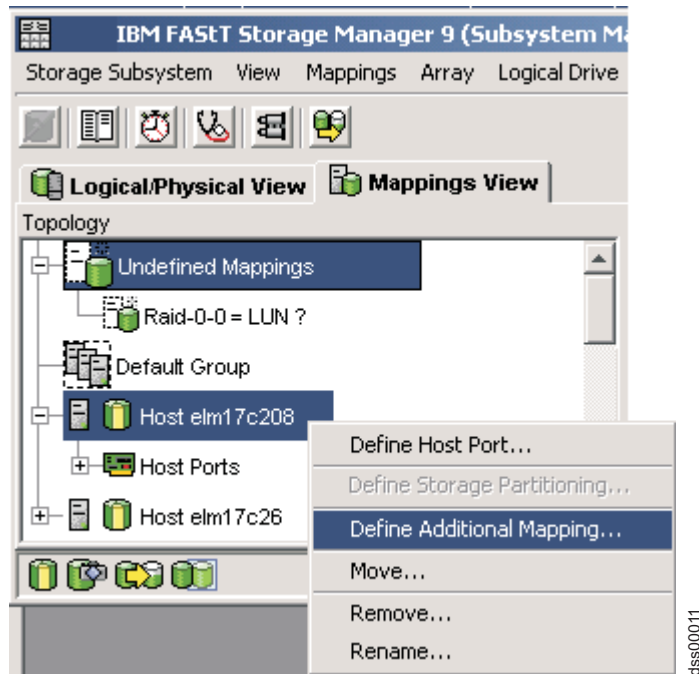 IBM FAStT Storage Manager 9 (Subsystem Ma
Storage Subsystem View Mappings Array Logical Drive
Logical/Physical View Mappings View
Topology
Undefined Mappings
Raid-0-0 = LUN ?
Default Group
Host elm17c208
Host Ports
Host elm17c26
Define Host Port...
Define Storage Partitioning...
Define Additional Mapping...
Move...
Remove...
Rename...
dss00011